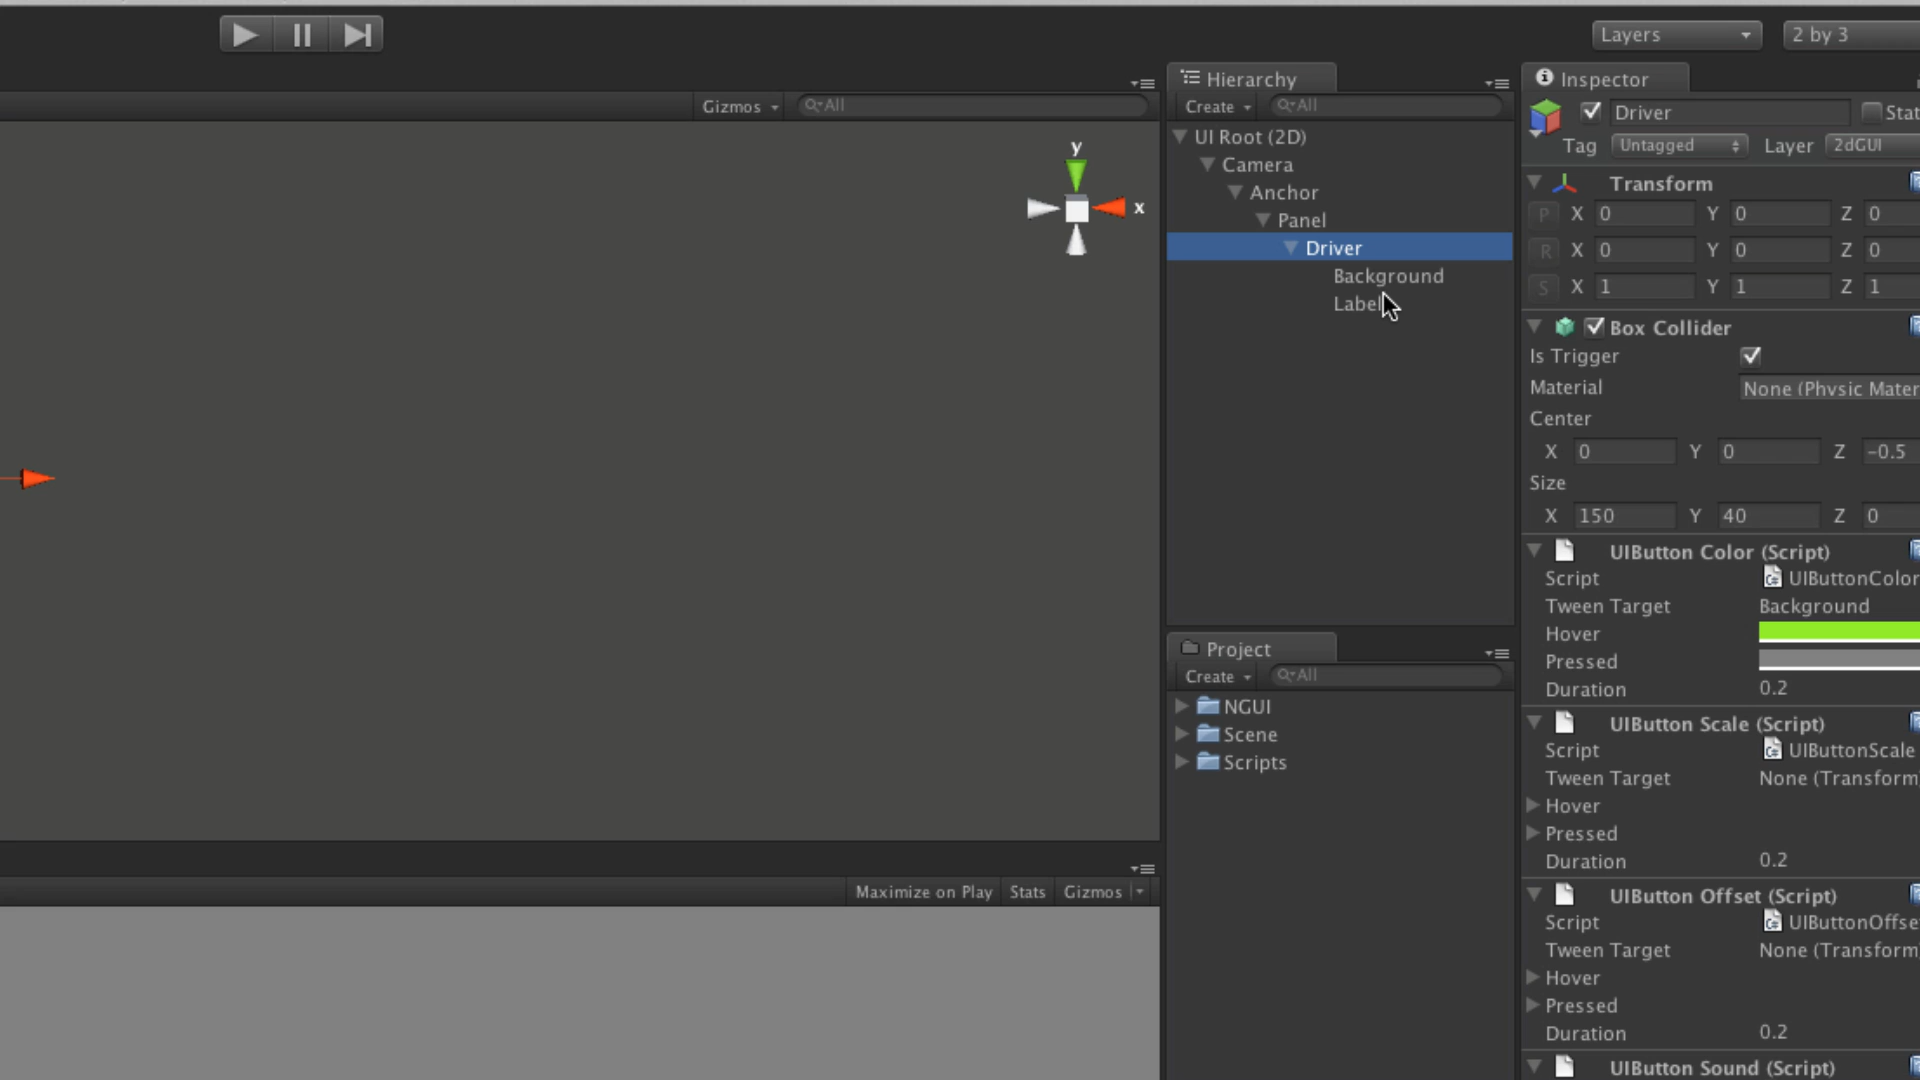 Layers
2 by 3
Hierarchy
Inspector
Gizmos
All
Create
All
Driver
Stat
Tag
Untagged
Layer
2dGUI
y
x
UI Root (2D)
Camera
Anchor
Panel
Driver
Background
Label
Transform
P X 0 Y 0 Z 0
R X 0 Y 0 Z 0
S X 1 Y 1 Z 1
Box Collider
Is Trigger
Material None (Physic Mater
Center
X 0 Y 0 Z -0.5
Size
X 150 Y 40 Z 0
UIButton Color (Script)
Script UIButtonColor
Tween Target Background
Hover
Pressed
Duration 0.2
UIButton Scale (Script)
Script UIButtonScale
Tween Target None (Transform
Hover
Pressed
Duration 0.2
UIButton Offset (Script)
Script UIButtonOffse
Tween Target None (Transform
Hover
Pressed
Duration 0.2
UIButton Sound (Script)
Project
Create
All
NGUI
Scene
Scripts
Maximize on Play
Stats
Gizmos